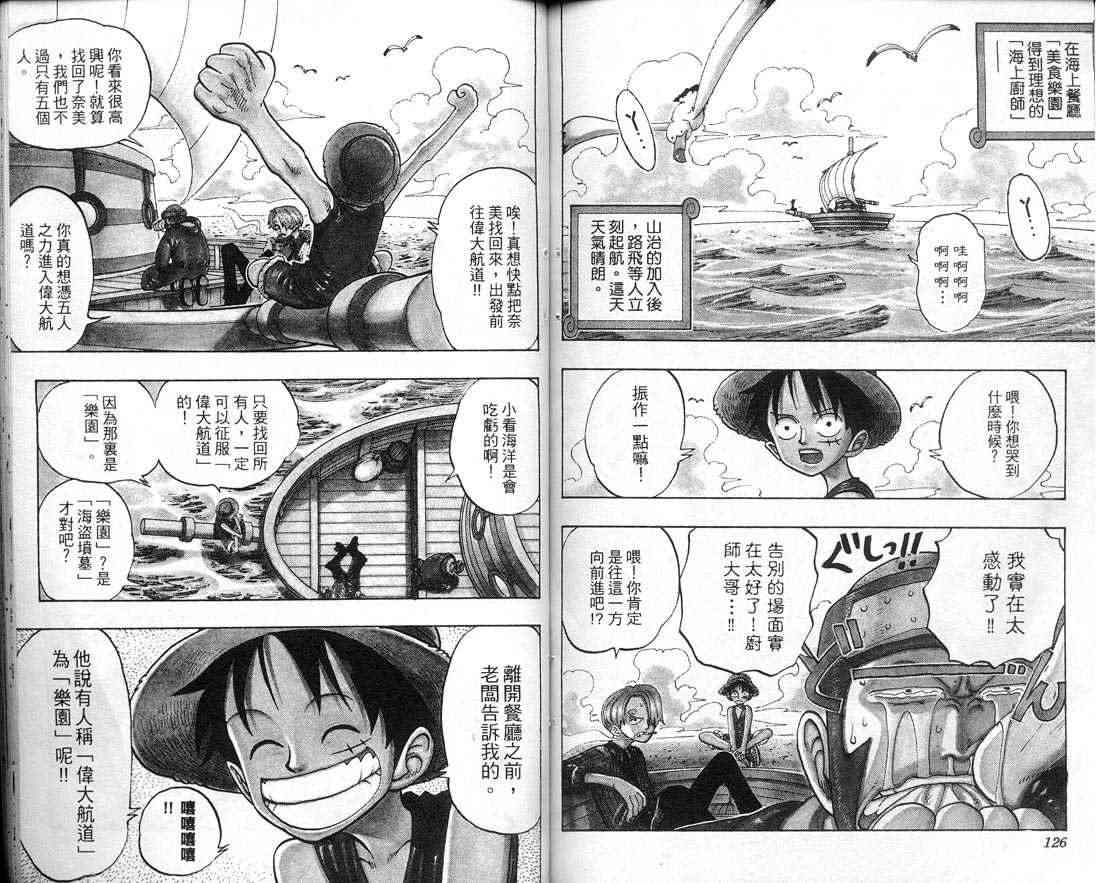 在海上餐廳
「美食樂園」
得到理想的
「海上廚師」
——
ㄚ…
ㄚ…
哇啊啊啊
啊啊啊…
山治的加入後
，路飛等人立
刻起航。這天
天氣晴朗。
喂！你想哭到
什麼時候？
振作一點嘛！
我實在太
感動了!!
ぐしっ!!
告別的場面實
在太好了！廚
師大哥…!!
喂！你肯定
是往這一方
向前進吧!?
126
唉！真想快點把奈
美找回來，出發前
往偉大航道!!
你看來很高
興呢！就算
找回了奈美
，我們也不
過只有五個
人。
你真的想憑五人
之力進入偉大航
道嗎？
小看海洋是會
吃虧的啊！
只要找回所
有人，一定
可以征服「
偉大航道」
的！
因為那裏是
「樂園」。
「樂園」？是
「海盜墳墓」
才對吧？
離開餐廳之前，
老闆告訴我的。
他說有人稱「偉大航道」
為「樂園」呢!!
嘻嘻嘻嘻
!!